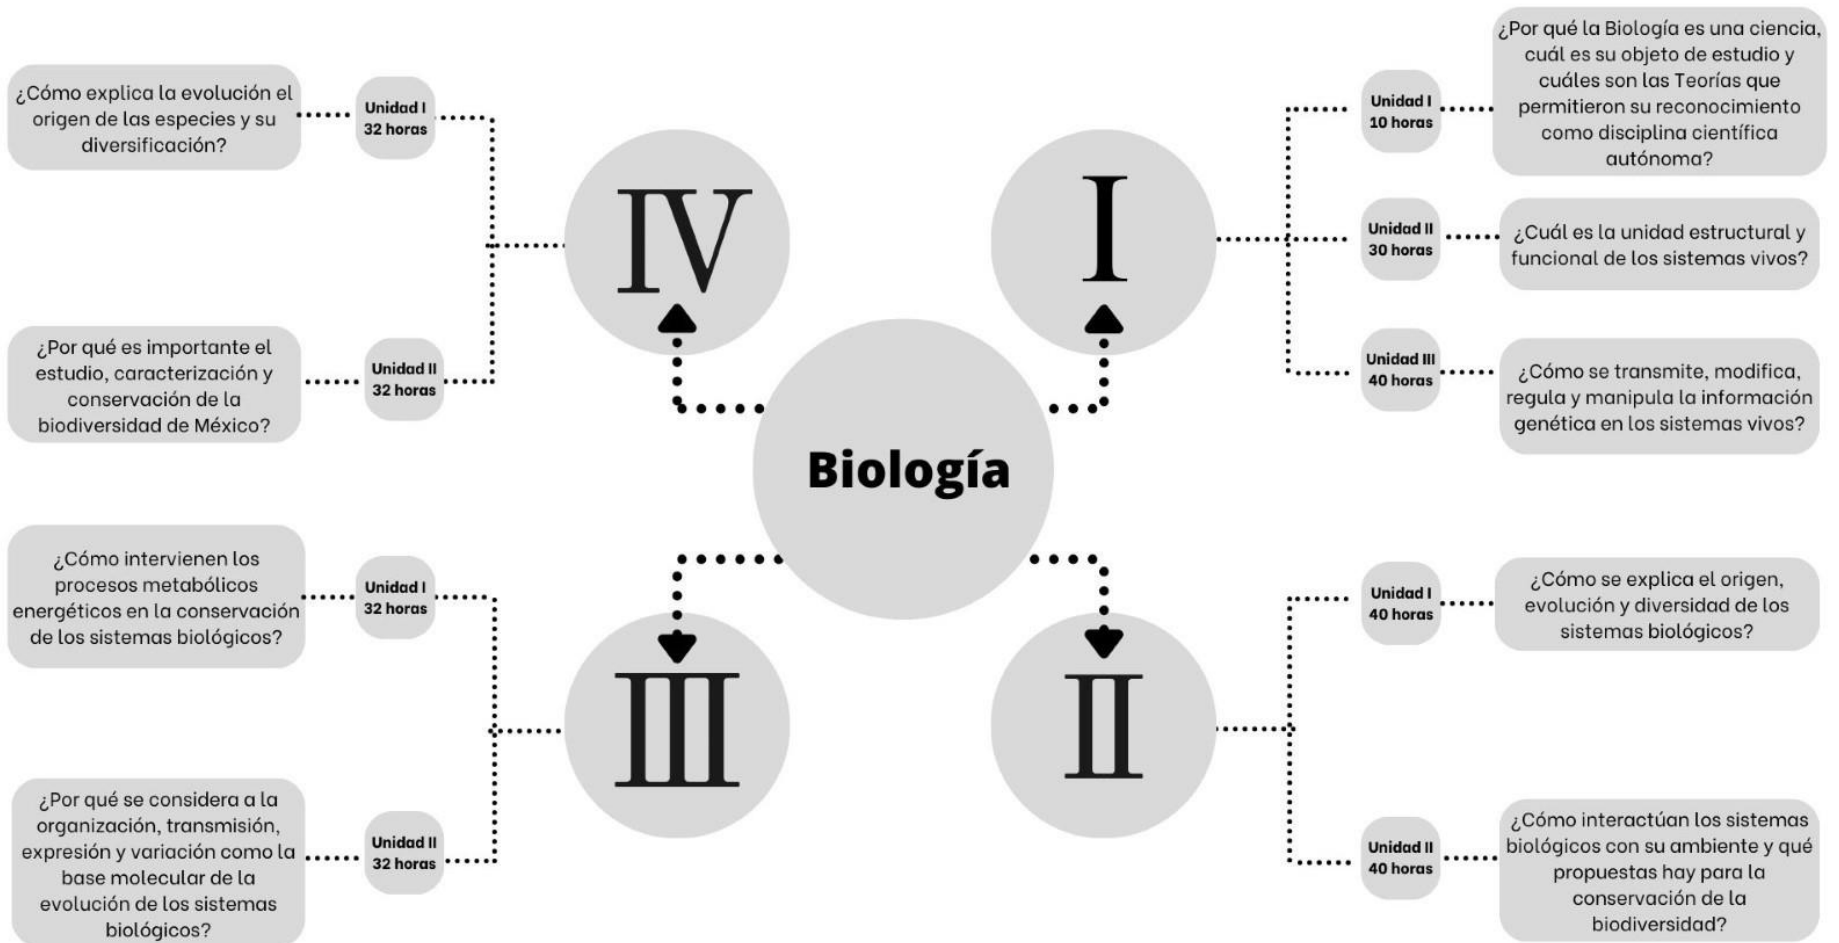 Biología
I
Unidad I
10 horas
¿Por qué la Biología es una ciencia,
cuál es su objeto de estudio y
cuáles son las Teorías que
permitieron su reconocimiento
como disciplina científica
autónoma?
Unidad II
30 horas
¿Cuál es la unidad estructural y
funcional de los sistemas vivos?
Unidad III
40 horas
¿Cómo se transmite, modifica,
regula y manipula la información
genética en los sistemas vivos?
II
Unidad I
40 horas
¿Cómo se explica el origen,
evolución y diversidad de los
sistemas biológicos?
Unidad II
40 horas
¿Cómo interactúan los sistemas
biológicos con su ambiente y qué
propuestas hay para la
conservación de la
biodiversidad?
III
Unidad I
32 horas
¿Cómo intervienen los
procesos metabólicos
energéticos en la conservación
de los sistemas biológicos?
Unidad II
32 horas
¿Por qué se considera a la
organización, transmisión,
expresión y variación como la
base molecular de la
evolución de los sistemas
biológicos?
IV
Unidad I
32 horas
¿Cómo explica la evolución el
origen de las especies y su
diversificación?
Unidad II
32 horas
¿Por qué es importante el
estudio, caracterización y
conservación de la
biodiversidad de México?